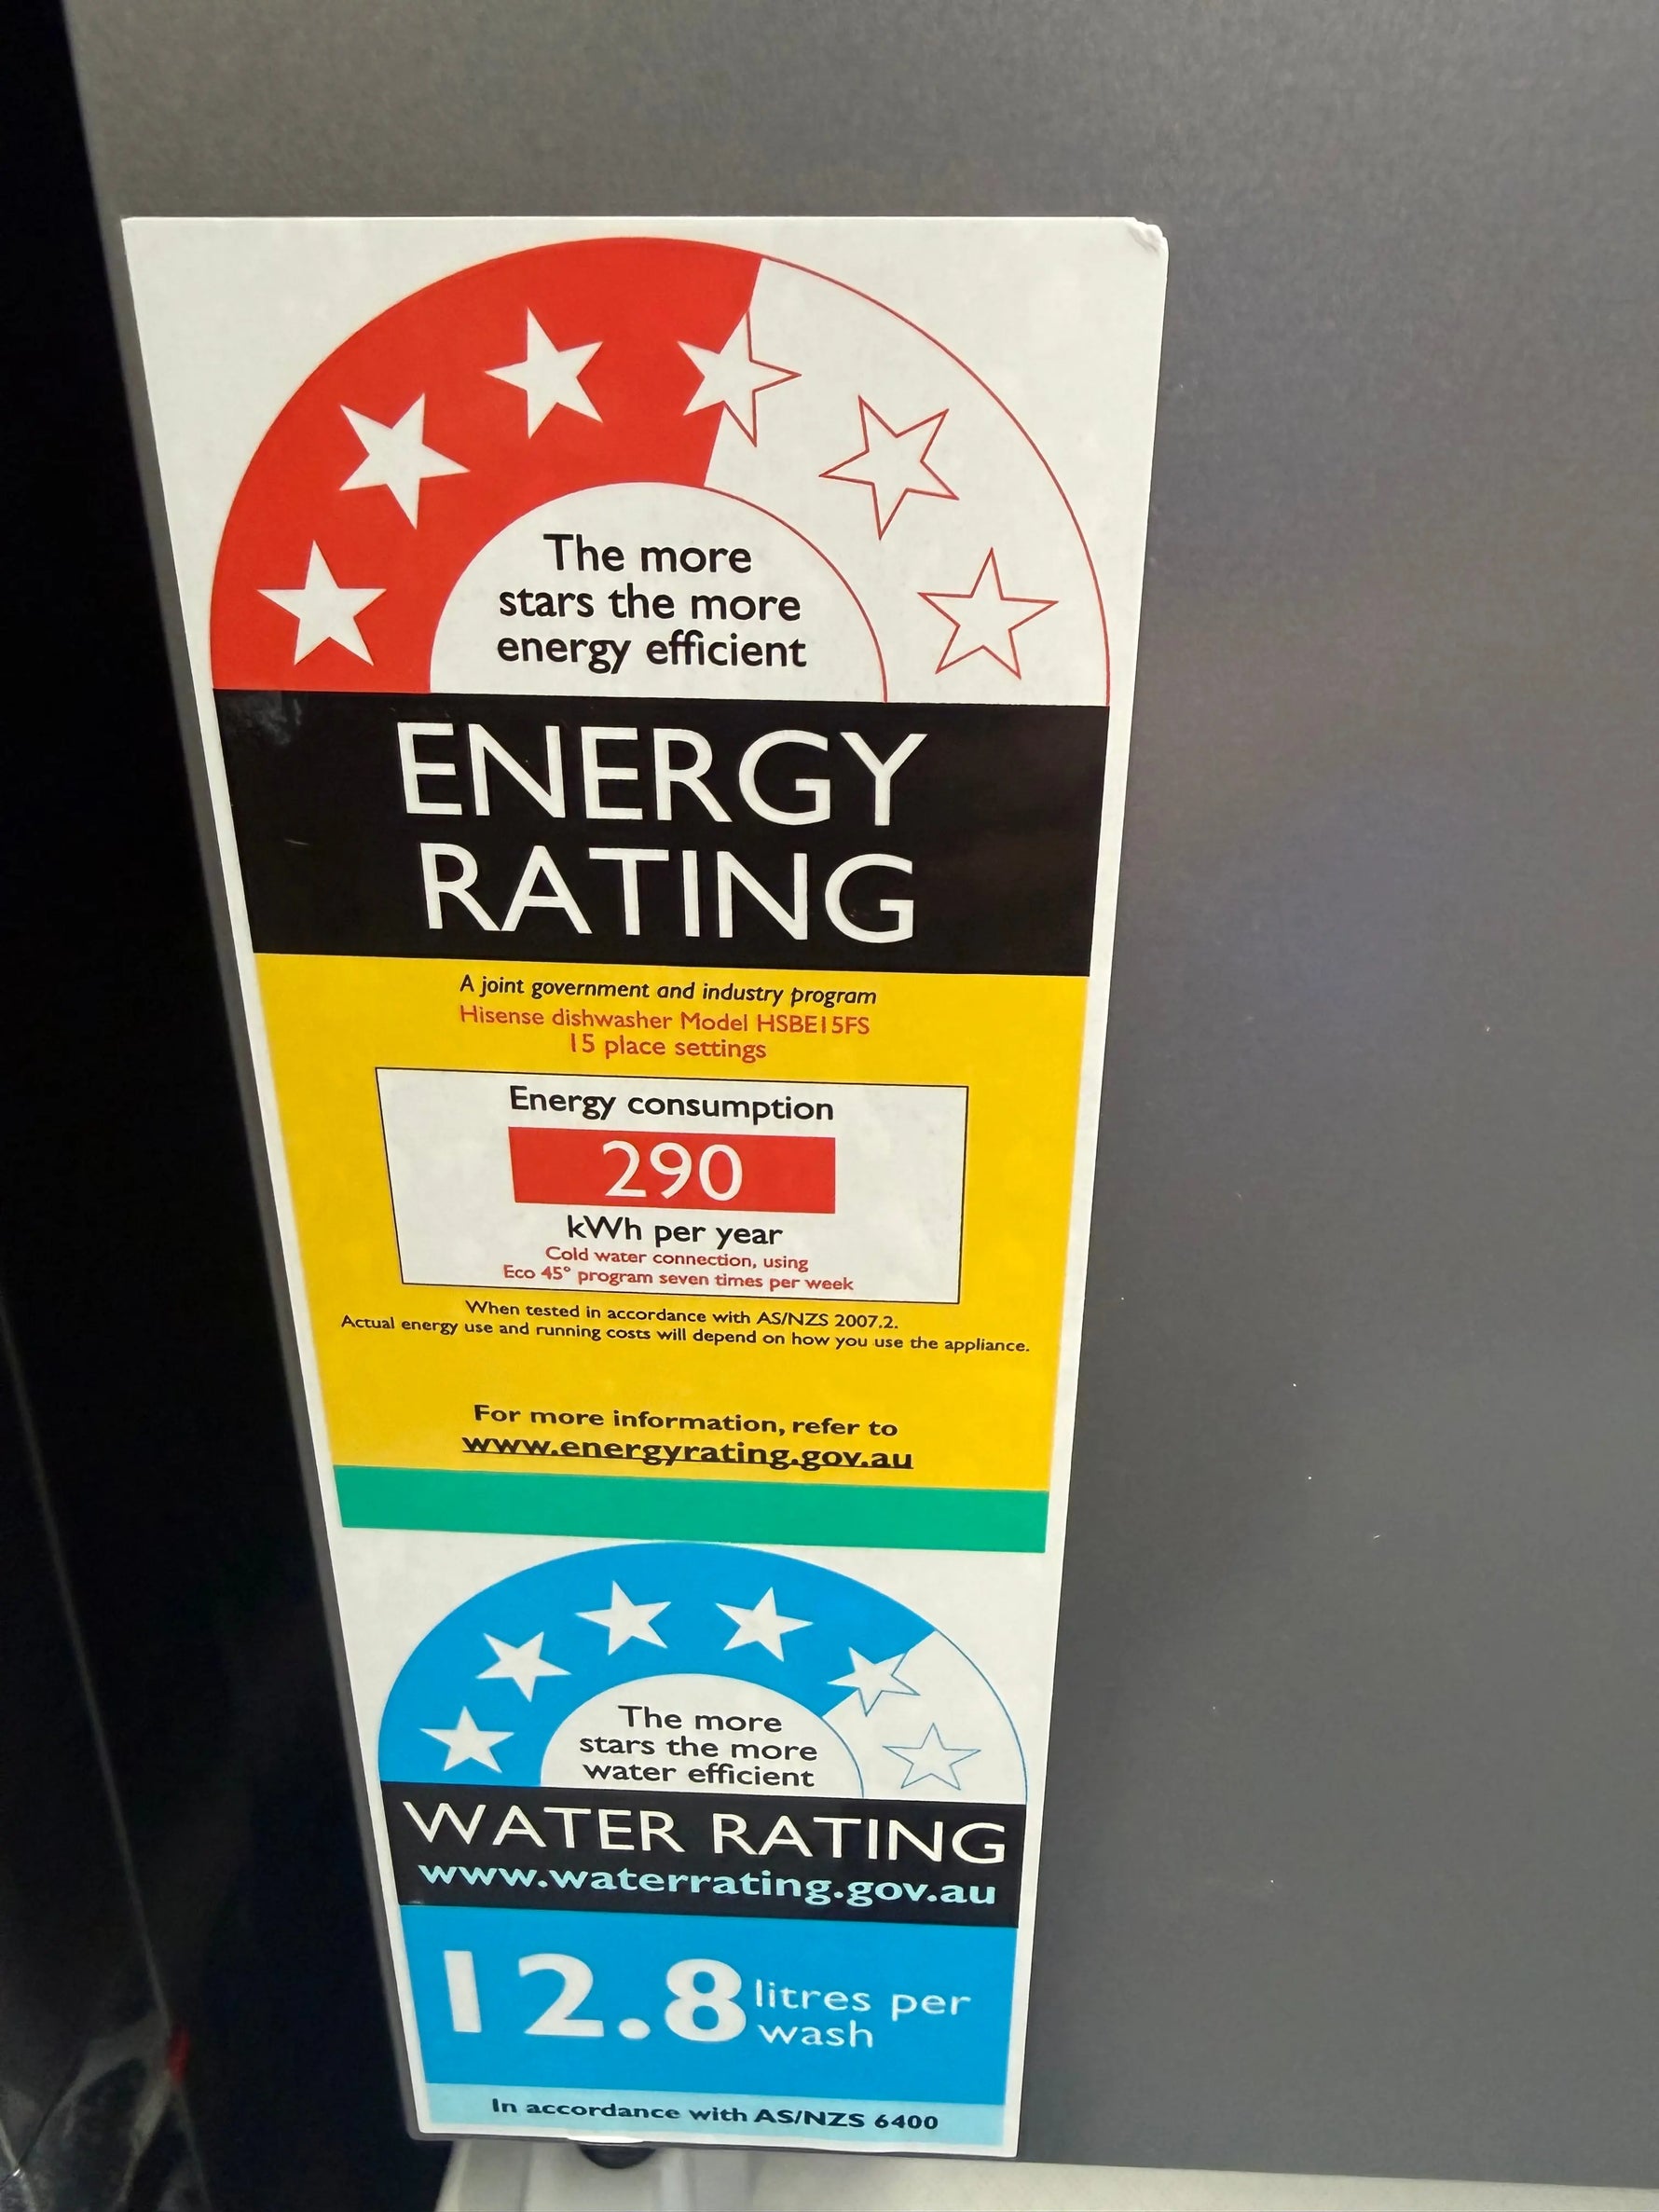 The more
stars the more
energy efficient
ENERGY
RATING
A joint government and industry program
Hisense dishwasher Model HSBE15FS
15 place settings
Energy consumption
290
kWh per year
Cold water connection, using
Eco 45° program seven times per week
When tested in accordance with AS/NZS 2007.2.
Actual energy use and running costs will depend on how you use the appliance.
For more information, refer to
www.energyrating.gov.au
The more
stars the more
water efficient
WATER RATING
www.waterrating.gov.au
12.8 litres per
wash
In accordance with AS/NZS 6400